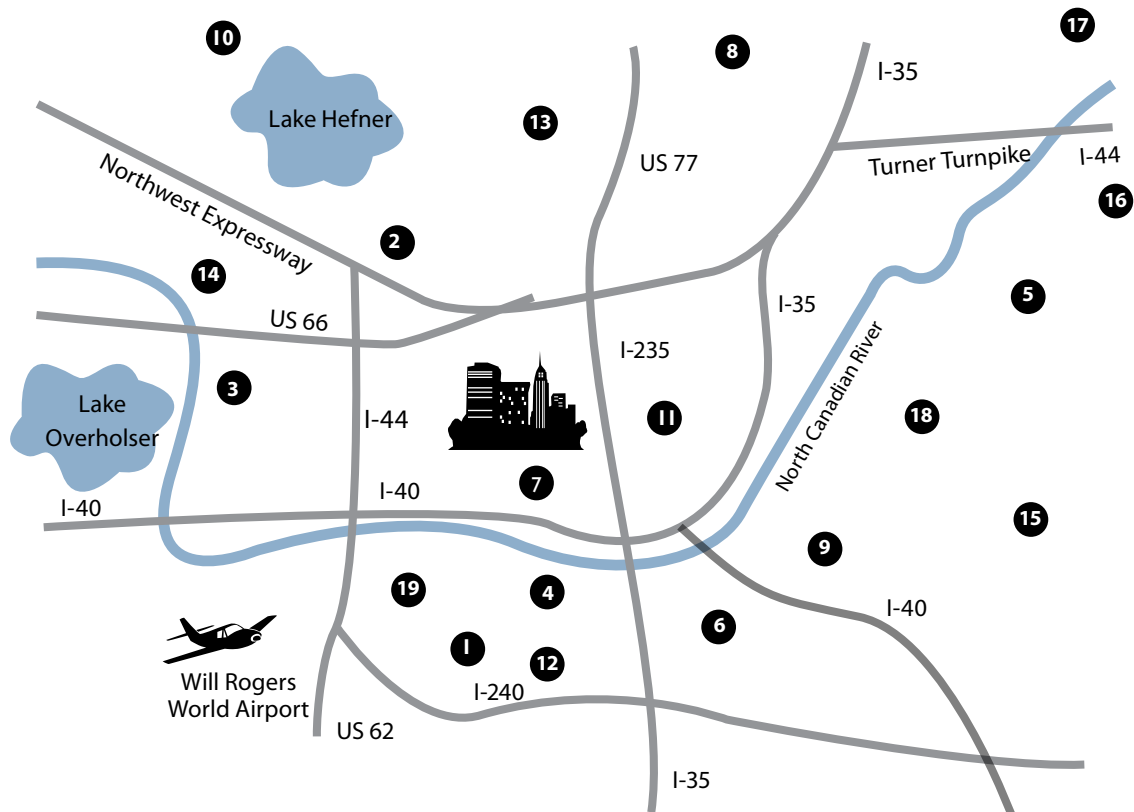 17
10
8
I-35
Lake Hefner
13
Turner Turnpike
I-44
US 77
16
Northwest Expressway
2
14
5
I-35
US 66
I-235
3
Lake
Overholser
I-44
11
18
North Canadian River
7
I-40
I-40
15
9
19
4
I-40
6
1
12
Will Rogers
World Airport
I-240
US 62
I-35